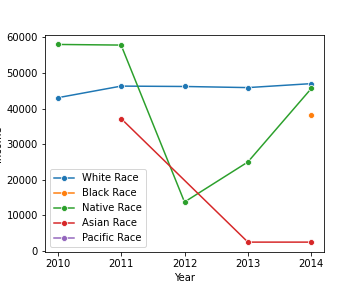 60000
50000
40000
30000
20000
10000
0
White Race
Black Race
Native Race
Asian Race
Pacific Race
2010 2011 2012 2013 2014
Year